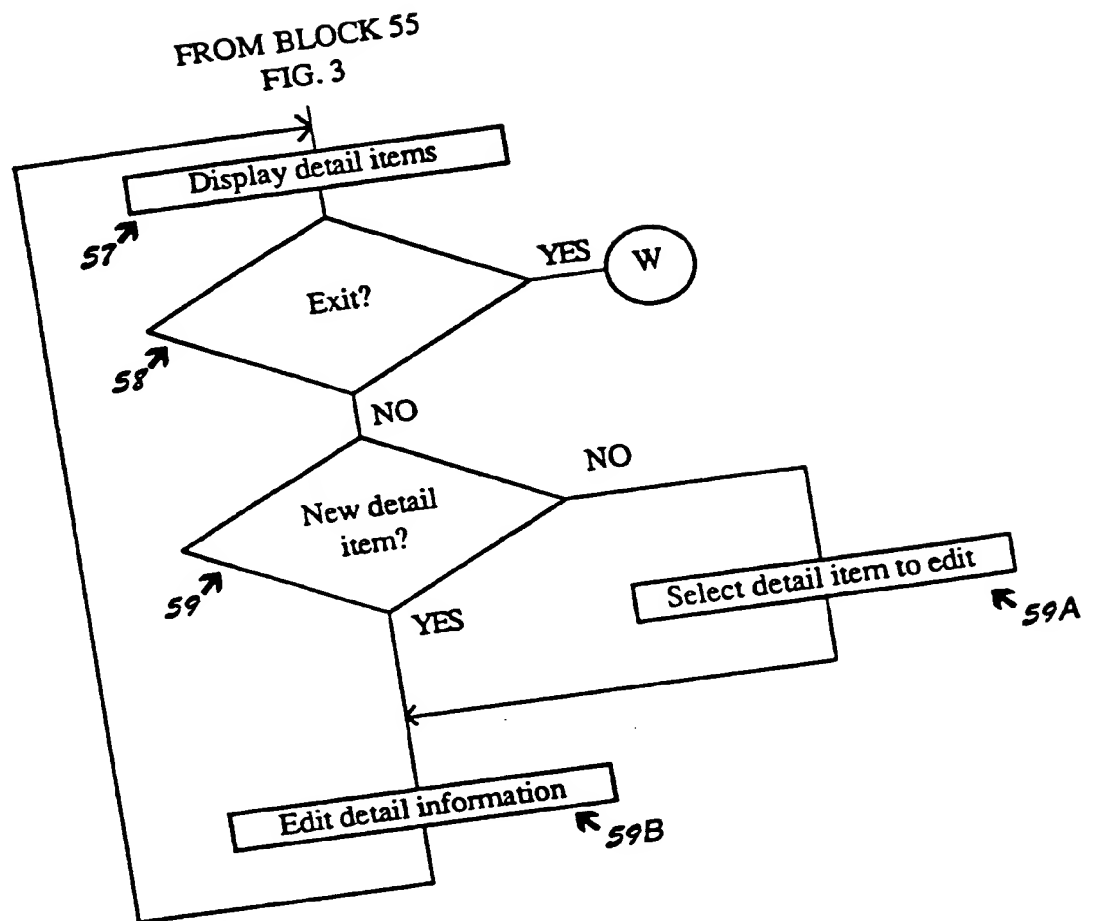 FROM BLOCK 55
FIG. 3
Display detail items
57
YES
W
Exit?
58
NO
NO
New detail
item?
59
Select detail item to edit
59A
YES
Edit detail information
59B